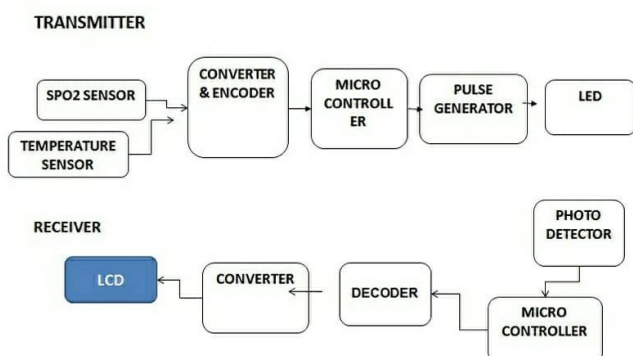 TRANSMITTER
SPO2 SENSOR
TEMPERATURE
SENSOR
CONVERTER
& ENCODER
MICRO
CONTROLL
ER
PULSE
GENERATOR
LED
RECEIVER
LCD
CONVERTER
DECODER
PHOTO
DETECTOR
MICRO
CONTROLLER